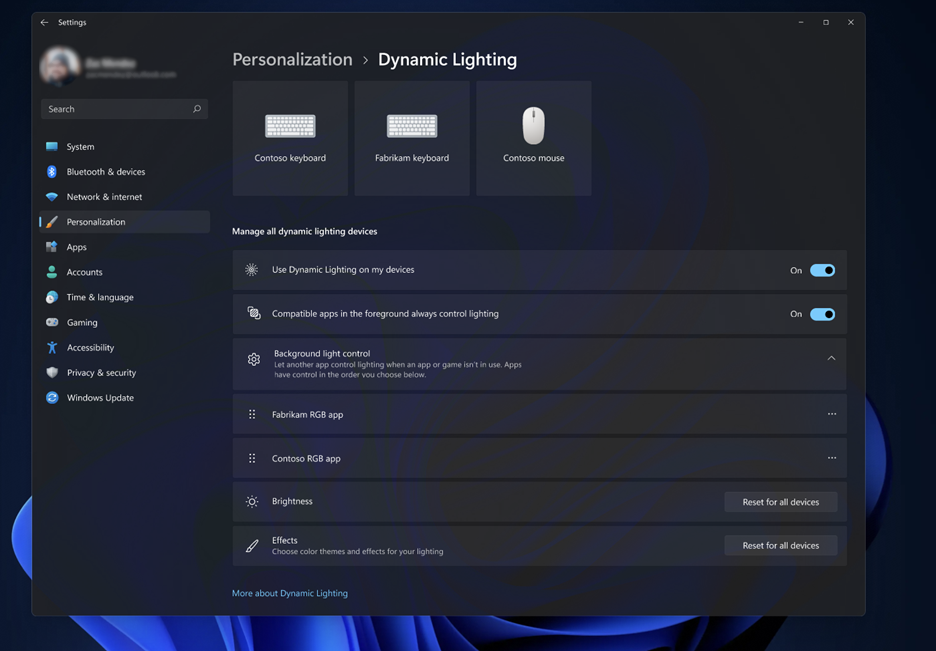 Settings
Search
System
Bluetooth & devices
Network & internet
Personalization
Apps
Accounts
Time & language
Gaming
Accessibility
Privacy & security
Windows Update
Personalization › Dynamic Lighting
Contoso keyboard
Fabrikam keyboard
Contoso mouse
Manage all dynamic lighting devices
Use Dynamic Lighting on my devices
On
Compatible apps in the foreground always control lighting
On
Background light control
Let another app control lighting when an app or game isn't in use. Apps
have control in the order you choose below.
Fabrikam RGB app
Contoso RGB app
Brightness
Reset for all devices
Effects
Choose color themes and effects for your lighting
Reset for all devices
More about Dynamic Lighting